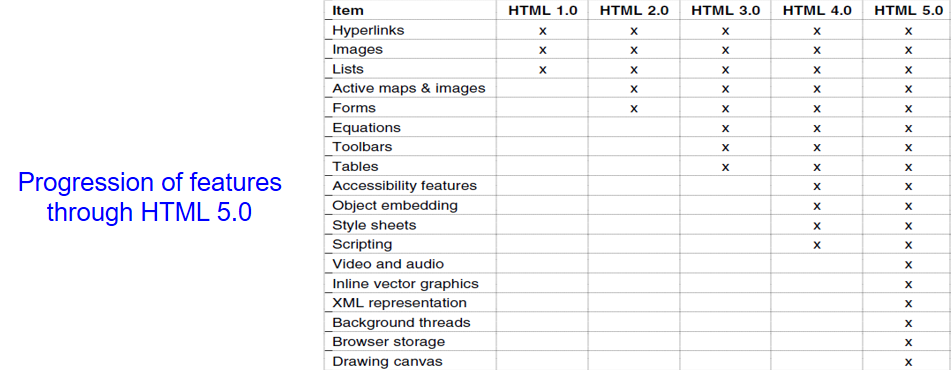 Progression of features
through HTML 5.0
Item HTML 1.0 HTML 2.0 HTML 3.0 HTML 4.0 HTML 5.0
Hyperlinks x x x x x
Images x x x x x
Lists x x x x x
Active maps & images x x x x
Forms x x x x
Equations x x x
Toolbars x x x
Tables x x x
Accessibility features x x
Object embedding x x
Style sheets x x
Scripting x x
Video and audio x
Inline vector graphics x
XML representation x
Background threads x
Browser storage x
Drawing canvas x